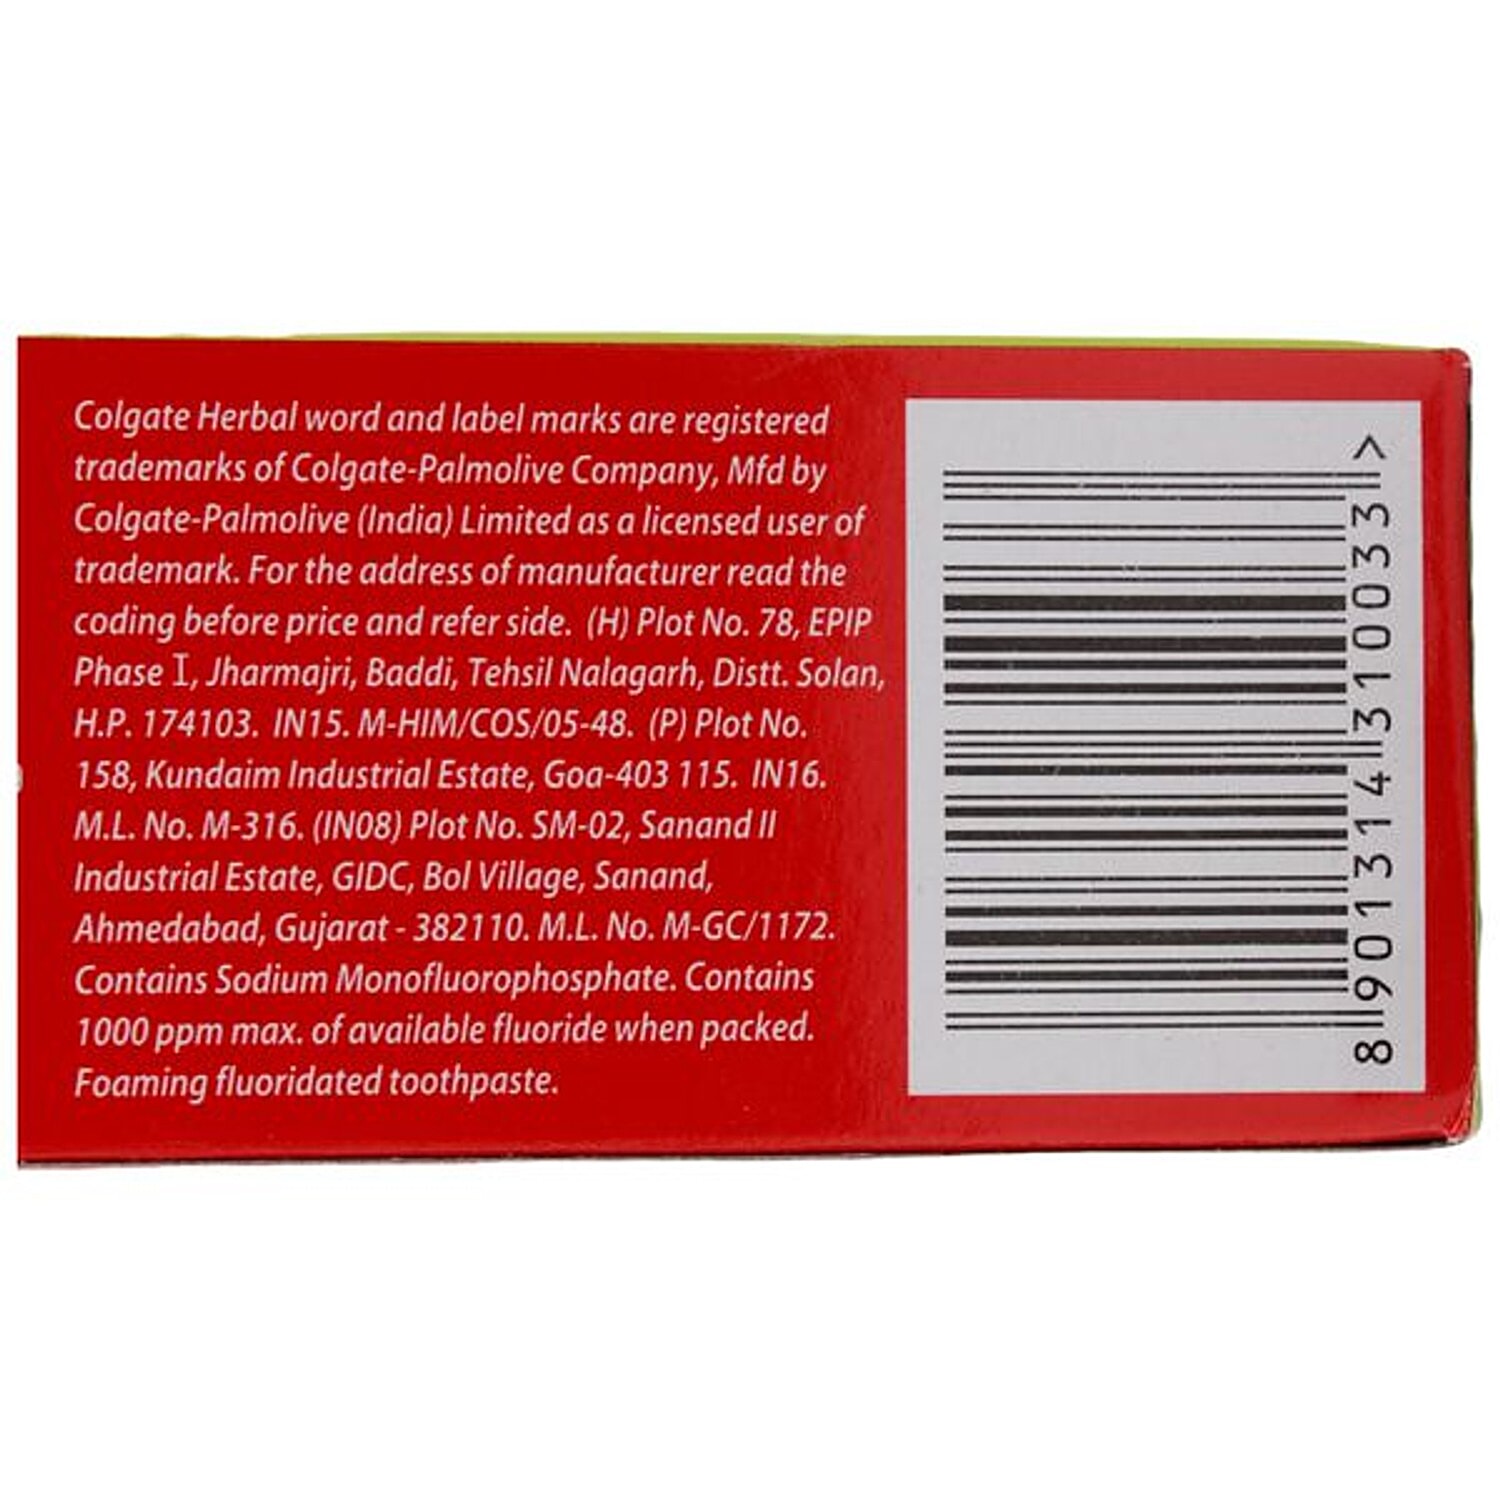 Colgate Herbal word and label marks are registered
trademarks of Colgate-Palmolive Company, Mfd by
Colgate-Palmolive (India) Limited as a licensed user of
trademark. For the address of manufacturer read the
coding before price and refer side. (H) Plot No. 78, EPIP
Phase I, Jharmajri, Baddi, Tehsil Nalagarh, Distt. Solan,
H.P. 174103. IN15. M-HIM/COS/05-48. (P) Plot No.
158, Kundaim Industrial Estate, Goa-403 115. IN16.
M.L. No. M-316. (IN08) Plot No. SM-02, Sanand II
Industrial Estate, GIDC, Bol Village, Sanand,
Ahmedabad, Gujarat - 382110. M.L. No. M-GC/1172.
Contains Sodium Monofluorophosphate. Contains
1000 ppm max. of available fluoride when packed.
Foaming fluoridated toothpaste.
8 901314 310033 >